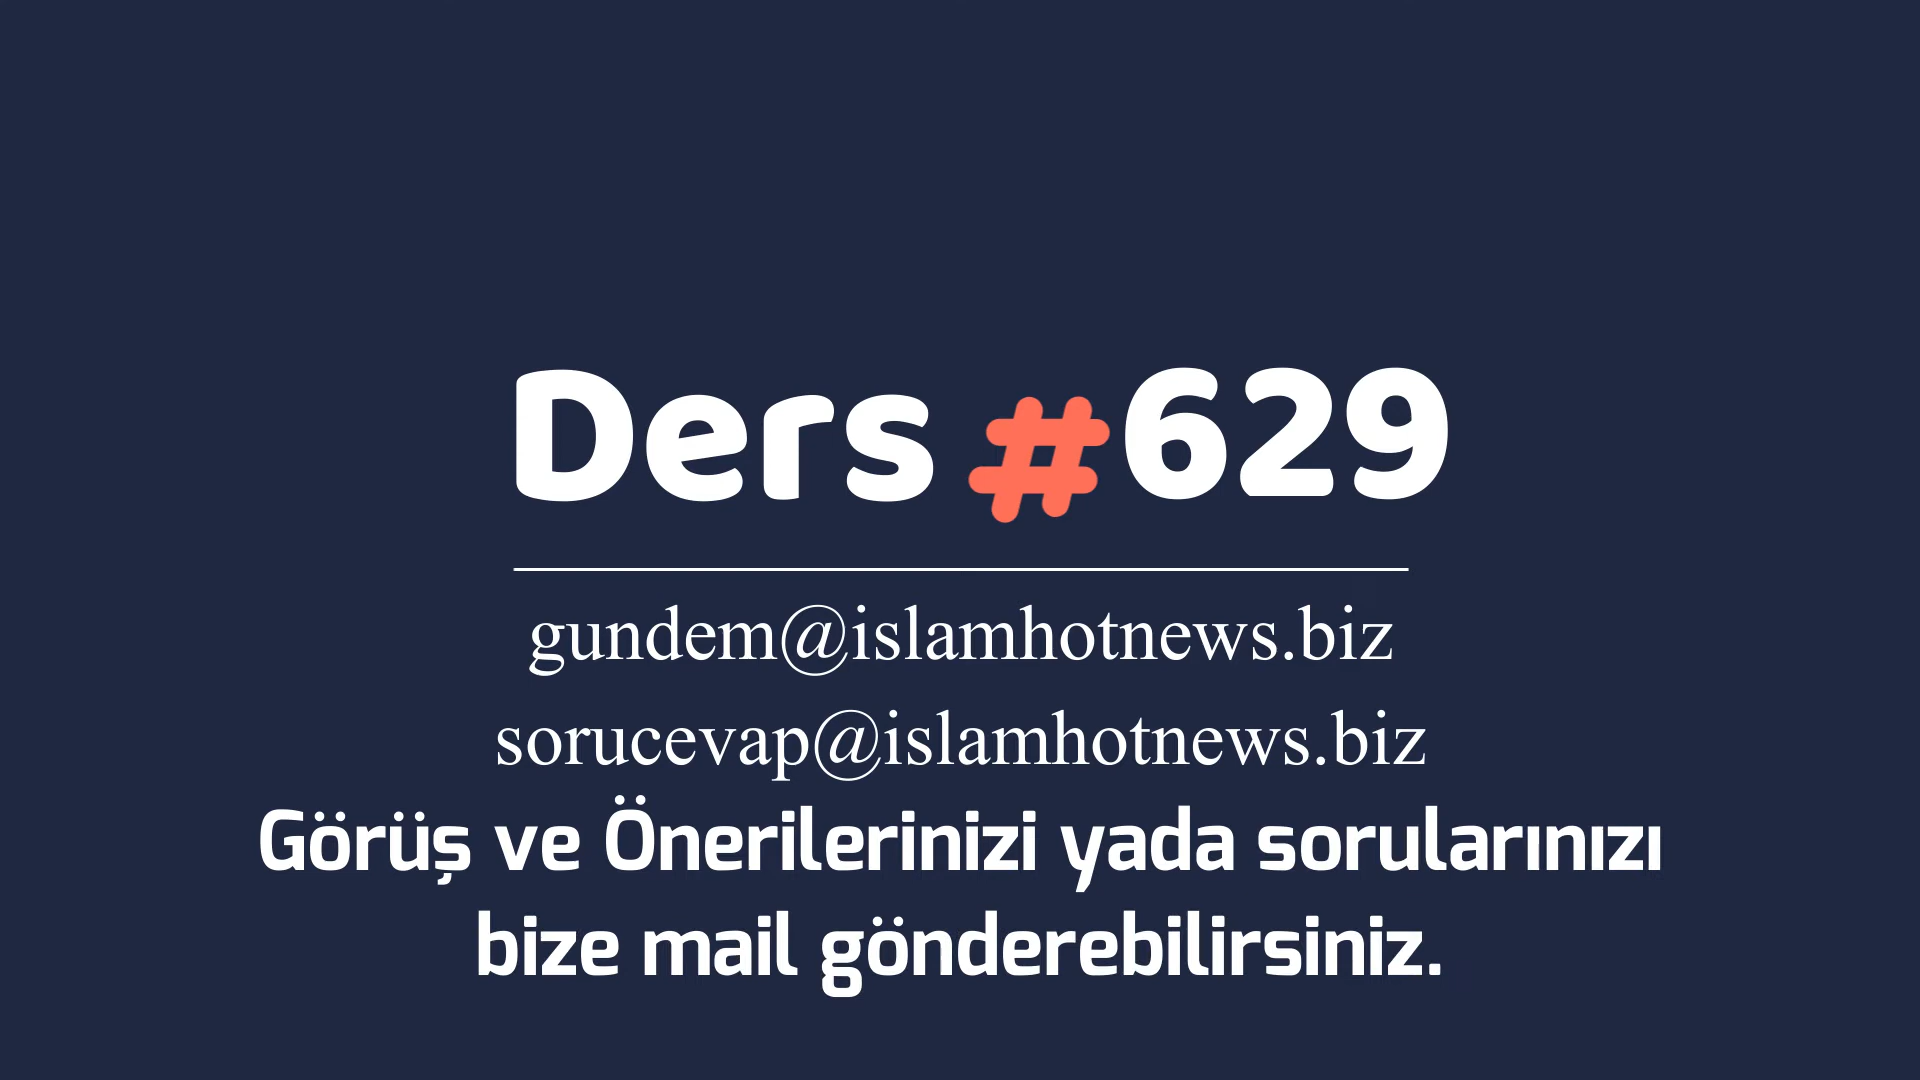 Ders #629
gundem@islamhotnews.biz
sorucevap@islamhotnews.biz
Görüş ve Önerilerinizi yada sorularınızı
bize mail gönderebilirsiniz.